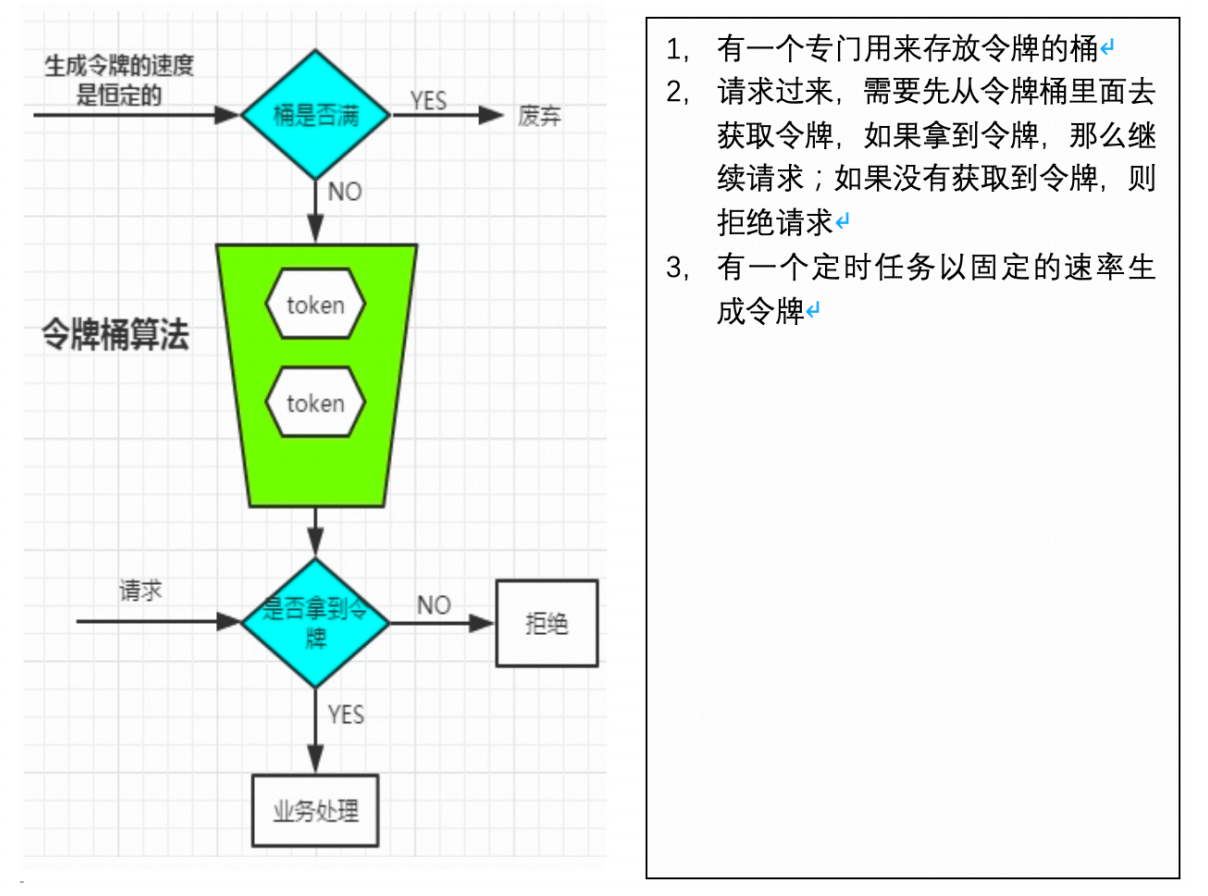 生成令牌的速度
是恒定的
桶是否满
YES
废弃
NO
token
令牌桶算法
token
请求
是否拿到令
牌
NO
拒绝
YES
业务处理
1, 有一个专门用来存放令牌的桶↵
2, 请求过来，需要先从令牌桶里面去
获取令牌，如果拿到令牌，那么继
续请求；如果没有获取到令牌，则
拒绝请求↵
3, 有一个定时任务以固定的速率生
成令牌↵